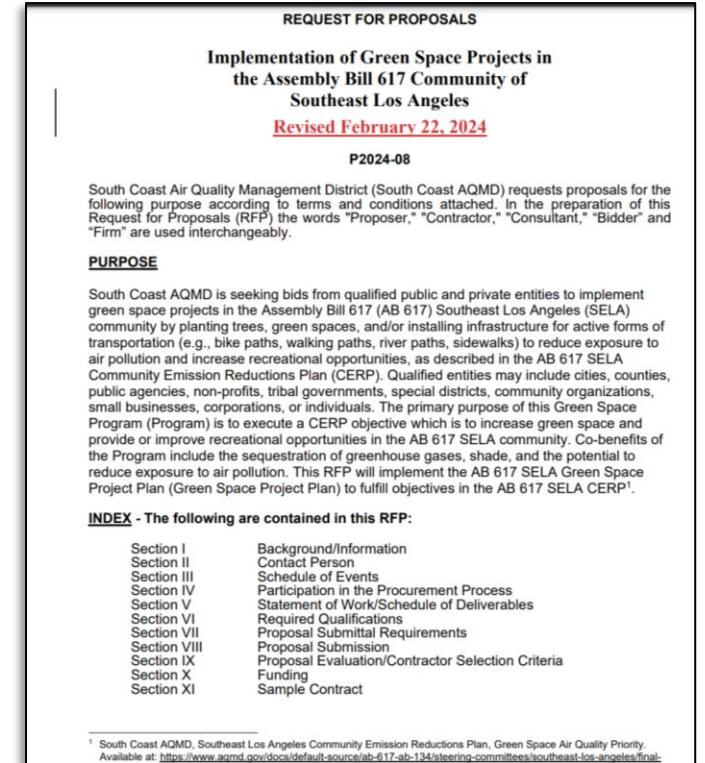 REQUEST FOR PROPOSALS
Implementation of Green Space Projects in
the Assembly Bill 617 Community of
Southeast Los Angeles
Revised February 22, 2024
P2024-08
South Coast Air Quality Management District (South Coast AQMD) requests proposals for the
following purpose according to terms and conditions attached. In the preparation of this
Request for Proposals (RFP) the words "Proposer," "Contractor," "Consultant," "Bidder" and
"Firm" are used interchangeably.
PURPOSE
South Coast AQMD is seeking bids from qualified public and private entities to implement
green space projects in the Assembly Bill 617 (AB 617) Southeast Los Angeles (SELA)
community by planting trees, green spaces, and/or installing infrastructure for active forms of
transportation (e.g., bike paths, walking paths, river paths, sidewalks) to reduce exposure to
air pollution and increase recreational opportunities, as described in the AB 617 SELA
Community Emission Reductions Plan (CERP). Qualified entities may include cities, counties,
public agencies, non-profits, tribal governments, special districts, community organizations,
small businesses, corporations, or individuals. The primary purpose of this Green Space
Program (Program) is to execute a CERP objective which is to increase green space and
provide or improve recreational opportunities in the AB 617 SELA community. Co-benefits of
the Program include the sequestration of greenhouse gases, shade, and the potential to
reduce exposure to air pollution. This RFP will implement the AB 617 SELA Green Space
Project Plan (Green Space Project Plan) to fulfill objectives in the AB 617 SELA CERP¹.
INDEX - The following are contained in this RFP:
Section I Background/Information
Section II Contact Person
Section III Schedule of Events
Section IV Participation in the Procurement Process
Section V Statement of Work/Schedule of Deliverables
Section VI Required Qualifications
Section VII Proposal Submittal Requirements
Section VIII Proposal Submission
Section IX Proposal Evaluation/Contractor Selection Criteria
Section X Funding
Section XI Sample Contract
¹ South Coast AQMD, Southeast Los Angeles Community Emission Reductions Plan, Green Space Air Quality Priority.
Available at: https://www.aqmd.gov/docs/default-source/ab-617-ab-134/steering-committees/southeast-los-angeles/final-